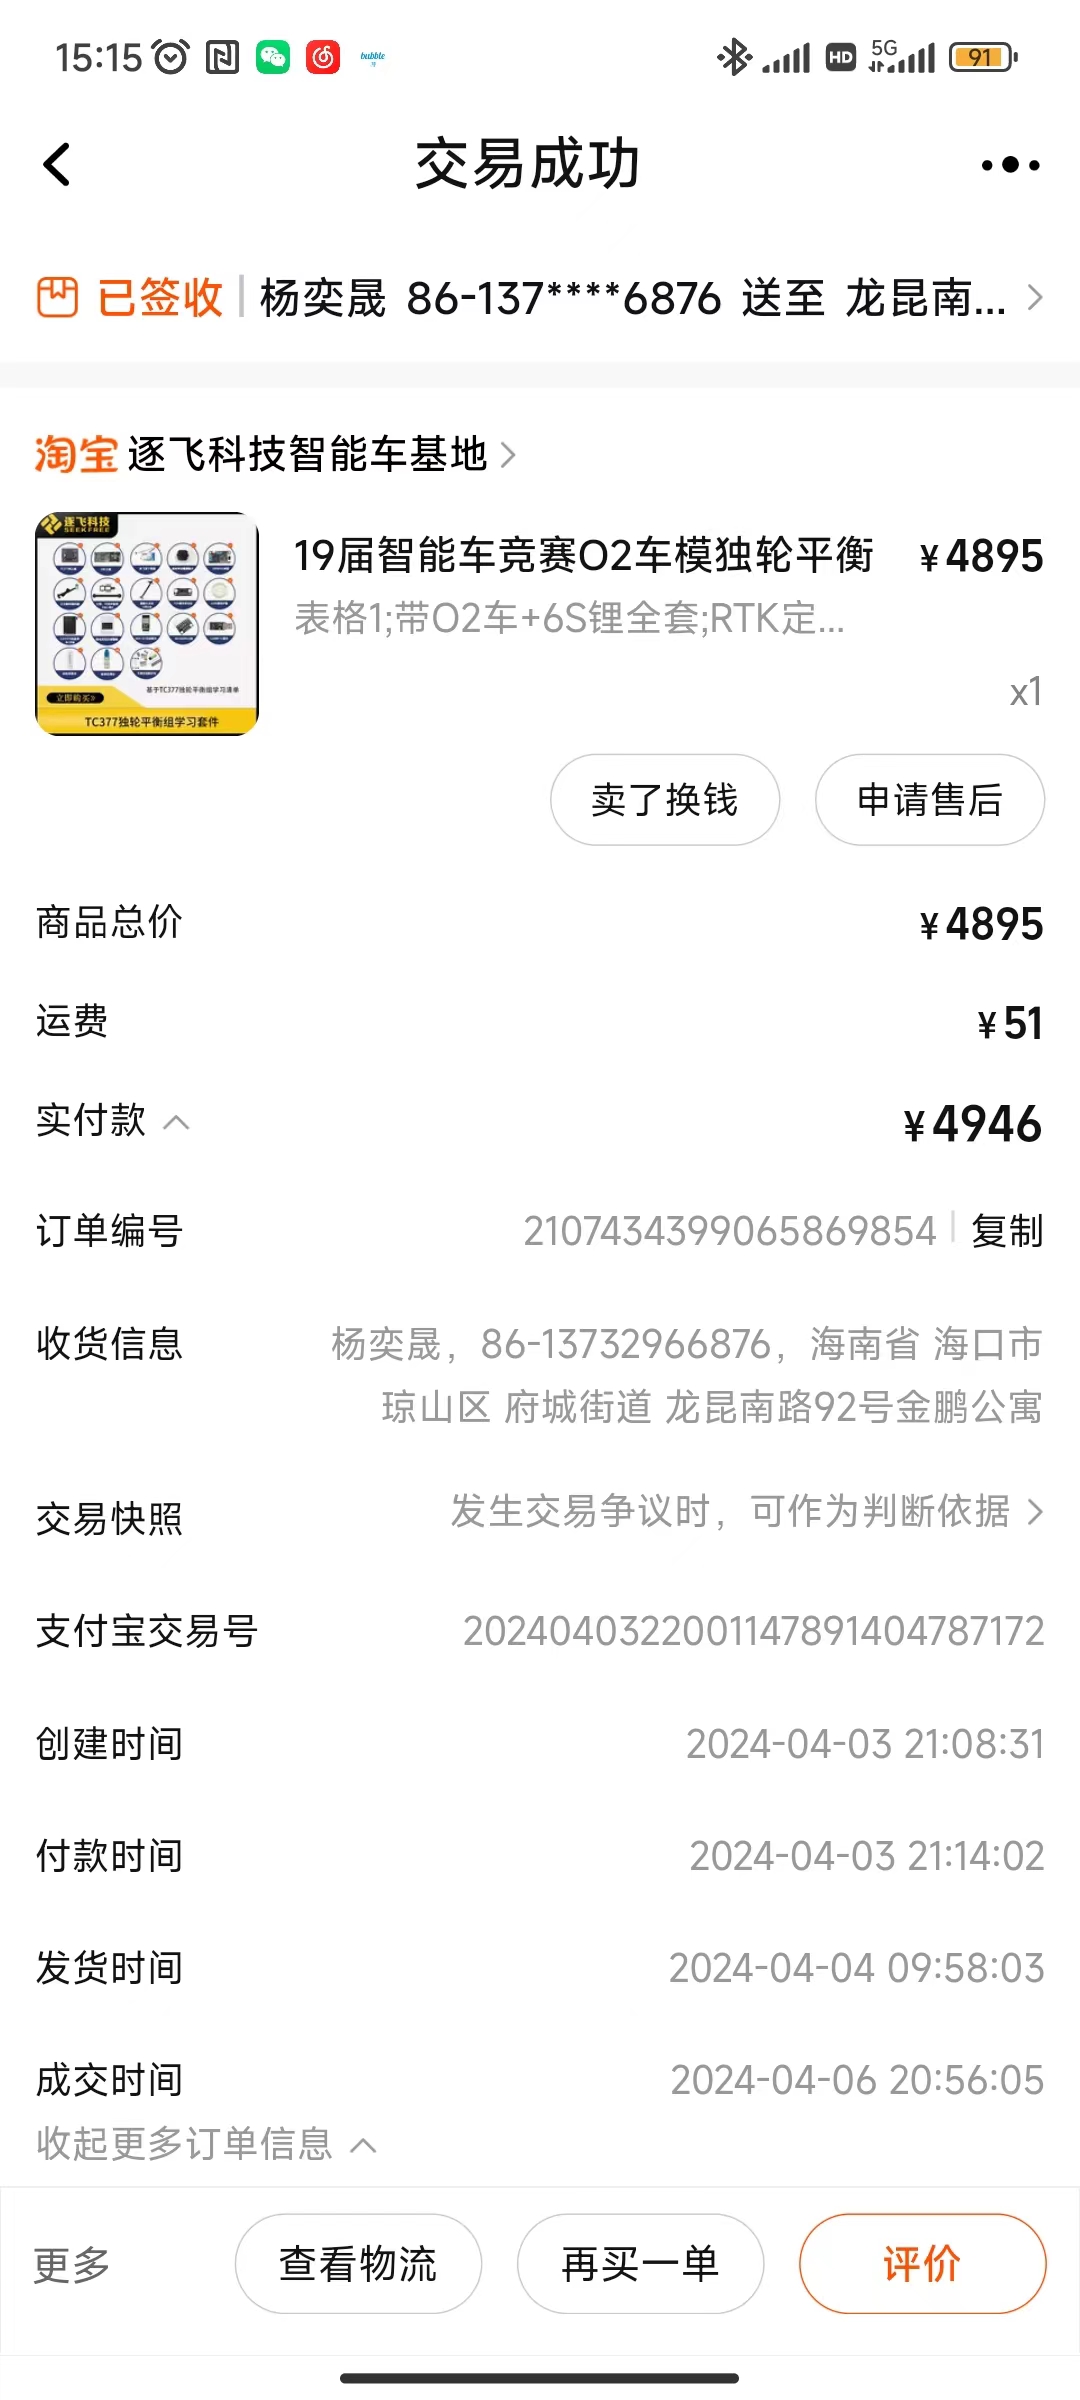 15:15 bubble HD 5G 91
交易成功
已签收 杨奕晟 86-137****6876 送至 龙昆南...
淘宝 逐飞科技智能车基地
逐飞科技
SEEKFREE
19届智能车竞赛O2车模独轮平衡 ¥4895
表格1;带O2车+6S锂全套;RTK定...
基于TC377独轮平衡组学习清单
立即购买»
TC377独轮平衡组学习套件
x1
卖了换钱 申请售后
商品总价 ¥4895
运费 ¥51
实付款 ¥4946
订单编号 2107434399065869854 复制
收货信息 杨奕晟，86-13732966876，海南省 海口市
琼山区 府城街道 龙昆南路92号金鹏公寓
交易快照 发生交易争议时，可作为判断依据
支付宝交易号 2024040322001147891404787172
创建时间 2024-04-03 21:08:31
付款时间 2024-04-03 21:14:02
发货时间 2024-04-04 09:58:03
成交时间 2024-04-06 20:56:05
收起更多订单信息
更多 查看物流 再买一单 评价